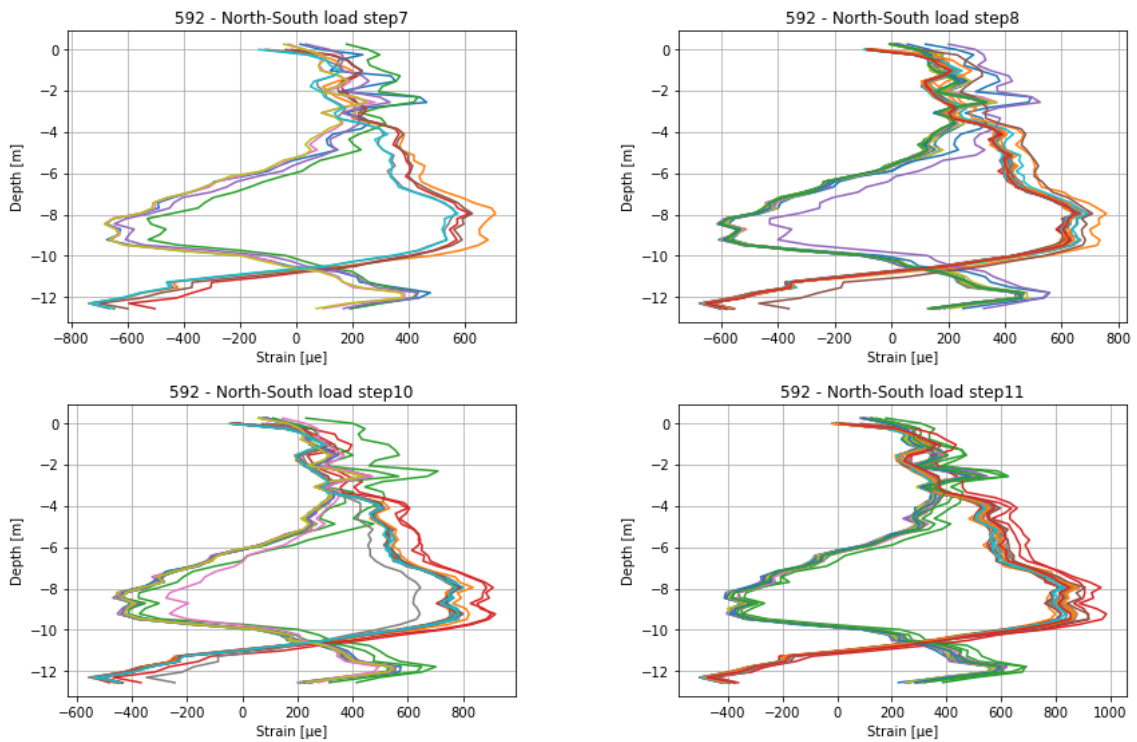 592 - North-South load step7
0
−2
−4
−6
−8
−10
−12
Depth [m]
−800 −600 −400 −200 0 200 400 600
Strain [µe]
592 - North-South load step8
0
−2
−4
−6
−8
−10
−12
Depth [m]
−600 −400 −200 0 200 400 600 800
Strain [µe]
592 - North-South load step10
0
−2
−4
−6
−8
−10
−12
Depth [m]
−600 −400 −200 0 200 400 600 800
Strain [µe]
592 - North-South load step11
0
−2
−4
−6
−8
−10
−12
Depth [m]
−400 −200 0 200 400 600 800 1000
Strain [µe]